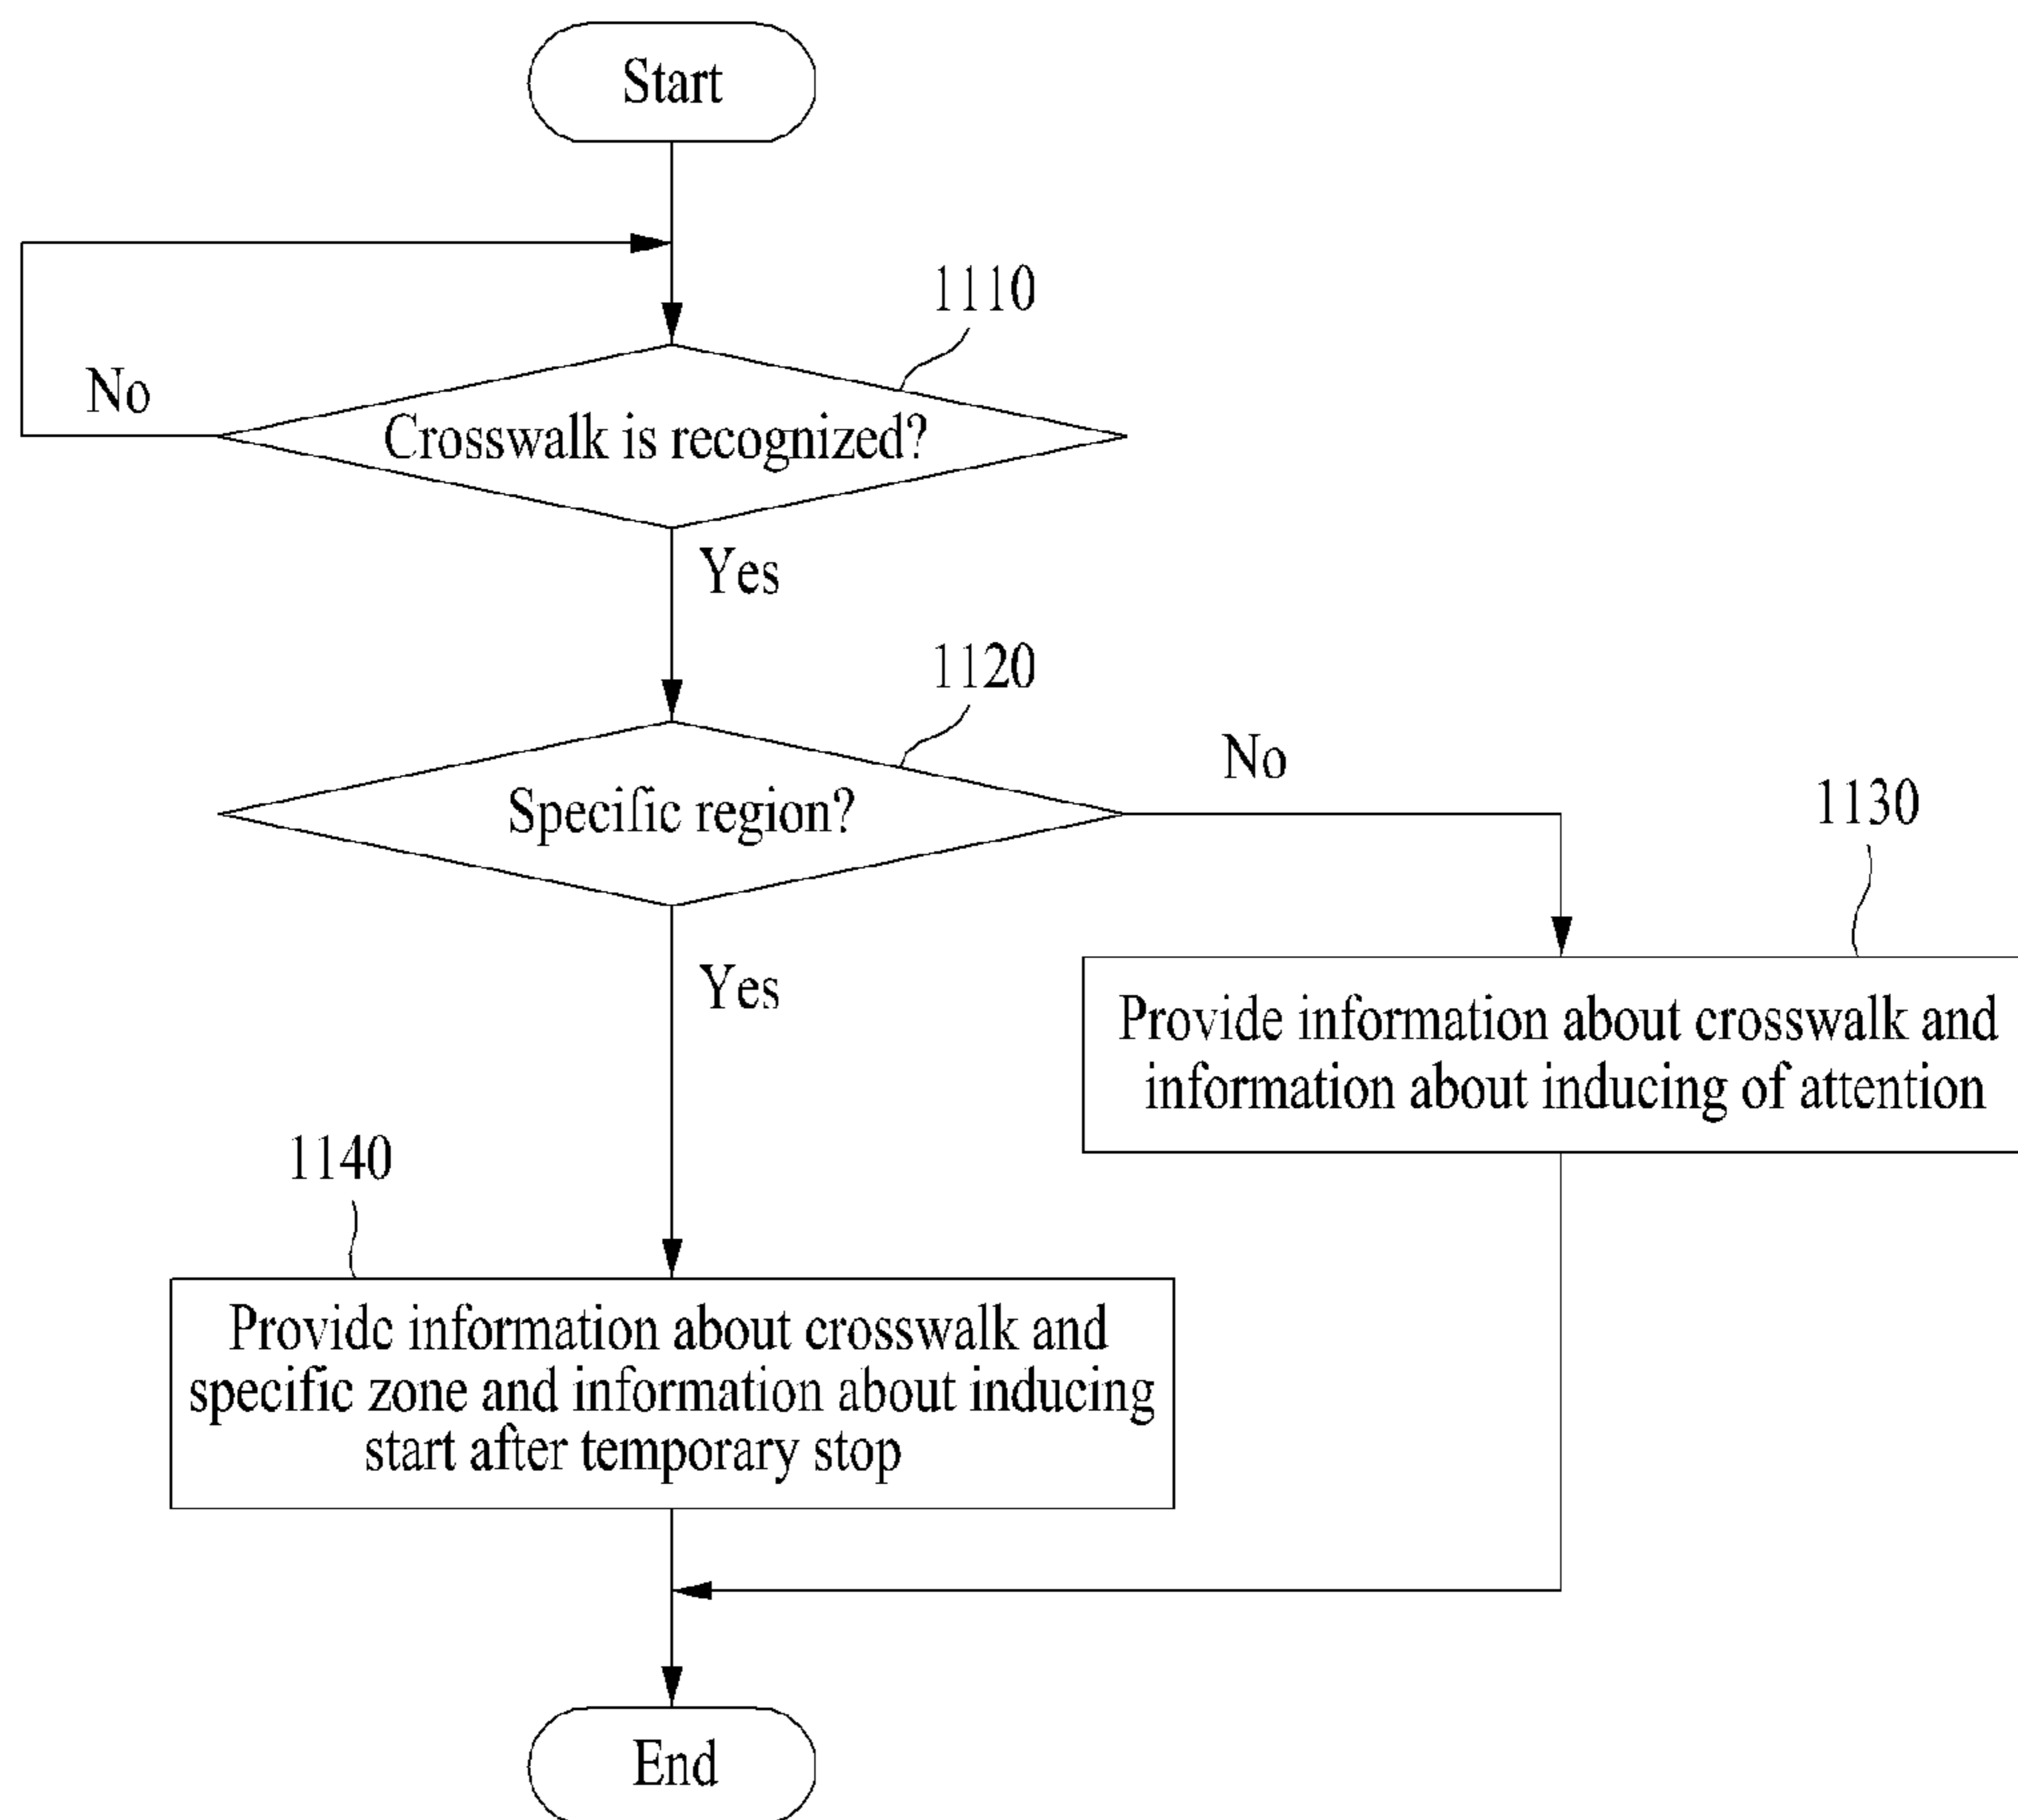 Start
1110
No
Crosswalk is recognized?
Yes
1120
No
Specific region?
1130
Yes
Provide information about crosswalk and
information about inducing of attention
1140
Provide information about crosswalk and
specific zone and information about inducing
start after temporary stop
End